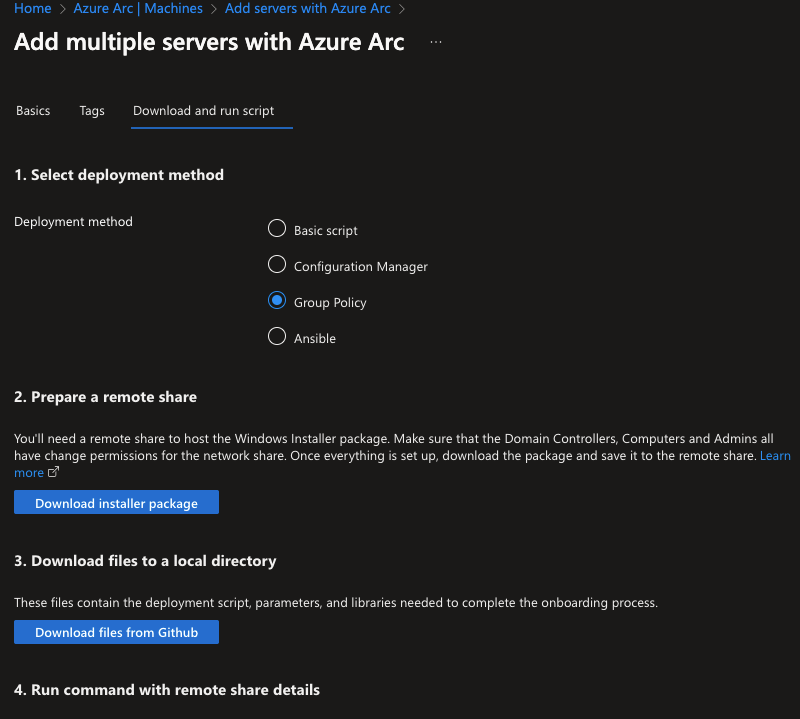 Home > Azure Arc | Machines > Add servers with Azure Arc >
Add multiple servers with Azure Arc ...
Basics Tags Download and run script
1. Select deployment method
Deployment method
Basic script
Configuration Manager
Group Policy
Ansible
2. Prepare a remote share
You'll need a remote share to host the Windows Installer package. Make sure that the Domain Controllers, Computers and Admins all
have change permissions for the network share. Once everything is set up, download the package and save it to the remote share. Learn
more
Download installer package
3. Download files to a local directory
These files contain the deployment script, parameters, and libraries needed to complete the onboarding process.
Download files from Github
4. Run command with remote share details